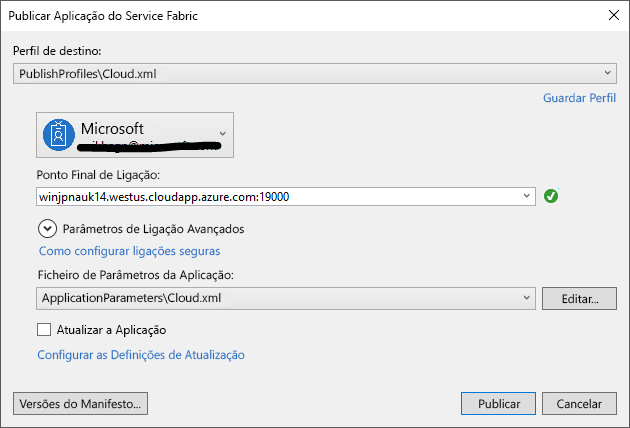 Publicar Aplicação do Service Fabric
Perfil de destino:
PublishProfiles\Cloud.xml
Guardar Perfil
Microsoft
Ponto Final de Ligação:
winjpnauk14.westus.cloudapp.azure.com:19000
Parâmetros de Ligação Avançados
Como configurar ligações seguras
Ficheiro de Parâmetros da Aplicação:
ApplicationParameters\Cloud.xml
Editar...
Atualizar a Aplicação
Configurar as Definições de Atualização
Versões do Manifesto...
Publicar
Cancelar